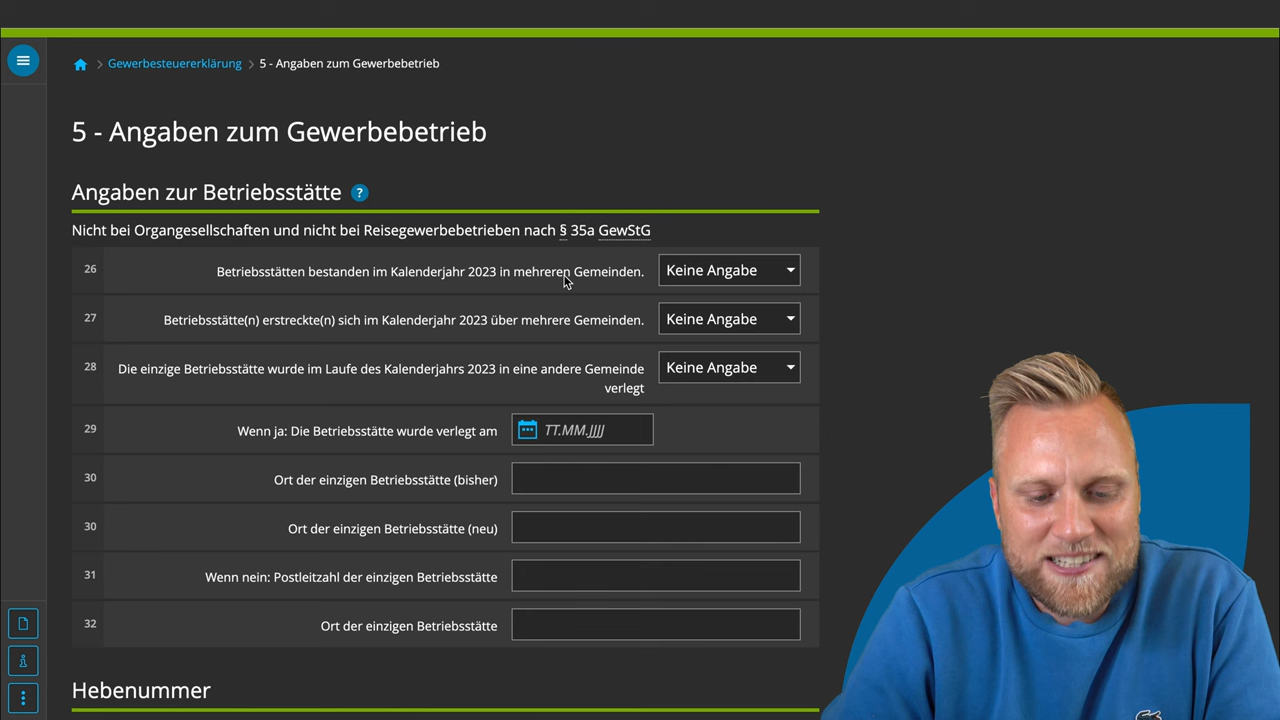 Gewerbesteuererklärung > 5 - Angaben zum Gewerbebetrieb
5 - Angaben zum Gewerbebetrieb
Angaben zur Betriebsstätte ?
Nicht bei Organgesellschaften und nicht bei Reisegewerbebetrieben nach § 35a GewStG
26 Betriebsstätten bestanden im Kalenderjahr 2023 in mehreren Gemeinden. Keine Angabe
27 Betriebsstätte(n) erstreckte(n) sich im Kalenderjahr 2023 über mehrere Gemeinden. Keine Angabe
28 Die einzige Betriebsstätte wurde im Laufe des Kalenderjahrs 2023 in eine andere Gemeinde Keine Angabe
verlegt
29 Wenn ja: Die Betriebsstätte wurde verlegt am TT.MM.JJJJ
30 Ort der einzigen Betriebsstätte (bisher)
30 Ort der einzigen Betriebsstätte (neu)
31 Wenn nein: Postleitzahl der einzigen Betriebsstätte
32 Ort der einzigen Betriebsstätte
Hebenummer